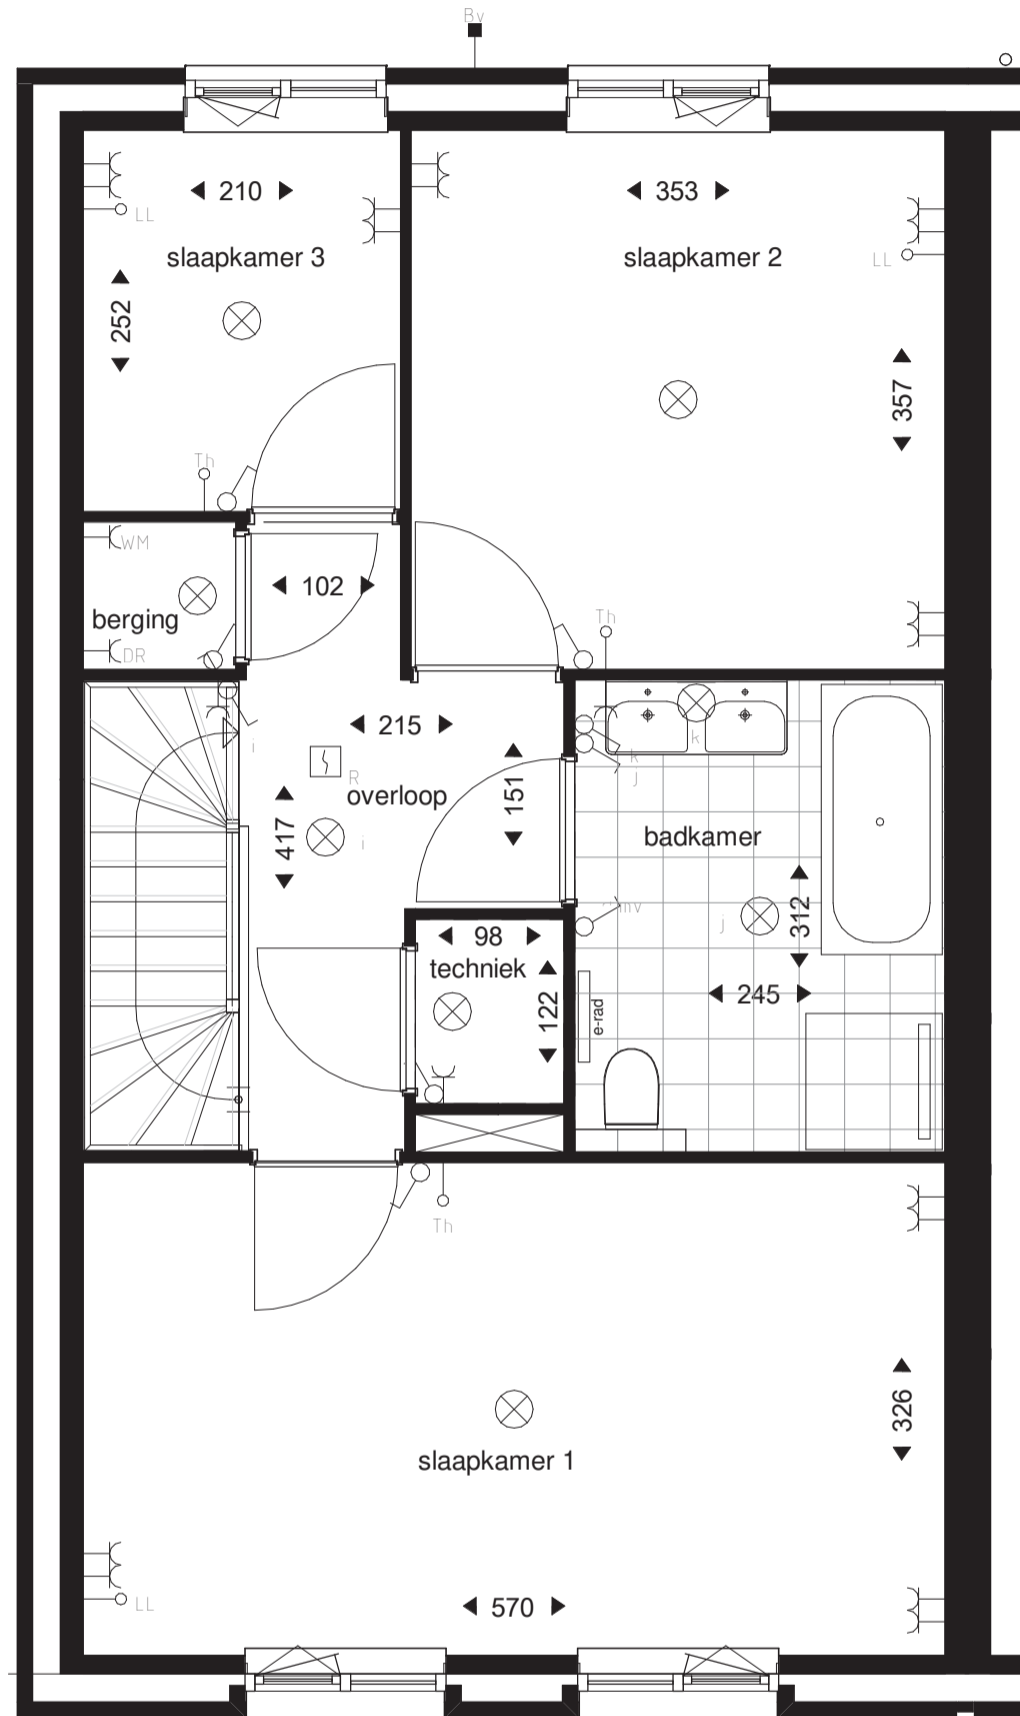 Bv
210
353
LL
slaapkamer 3
slaapkamer 2
LL
252
357
Th
WM
102
berging
Th
DR
215
i
k
k
R
j
overloop
151
417
i
badkamer
mv
j
312
98
techniek
245
122
e-rad
Th
326
slaapkamer 1
LL
570